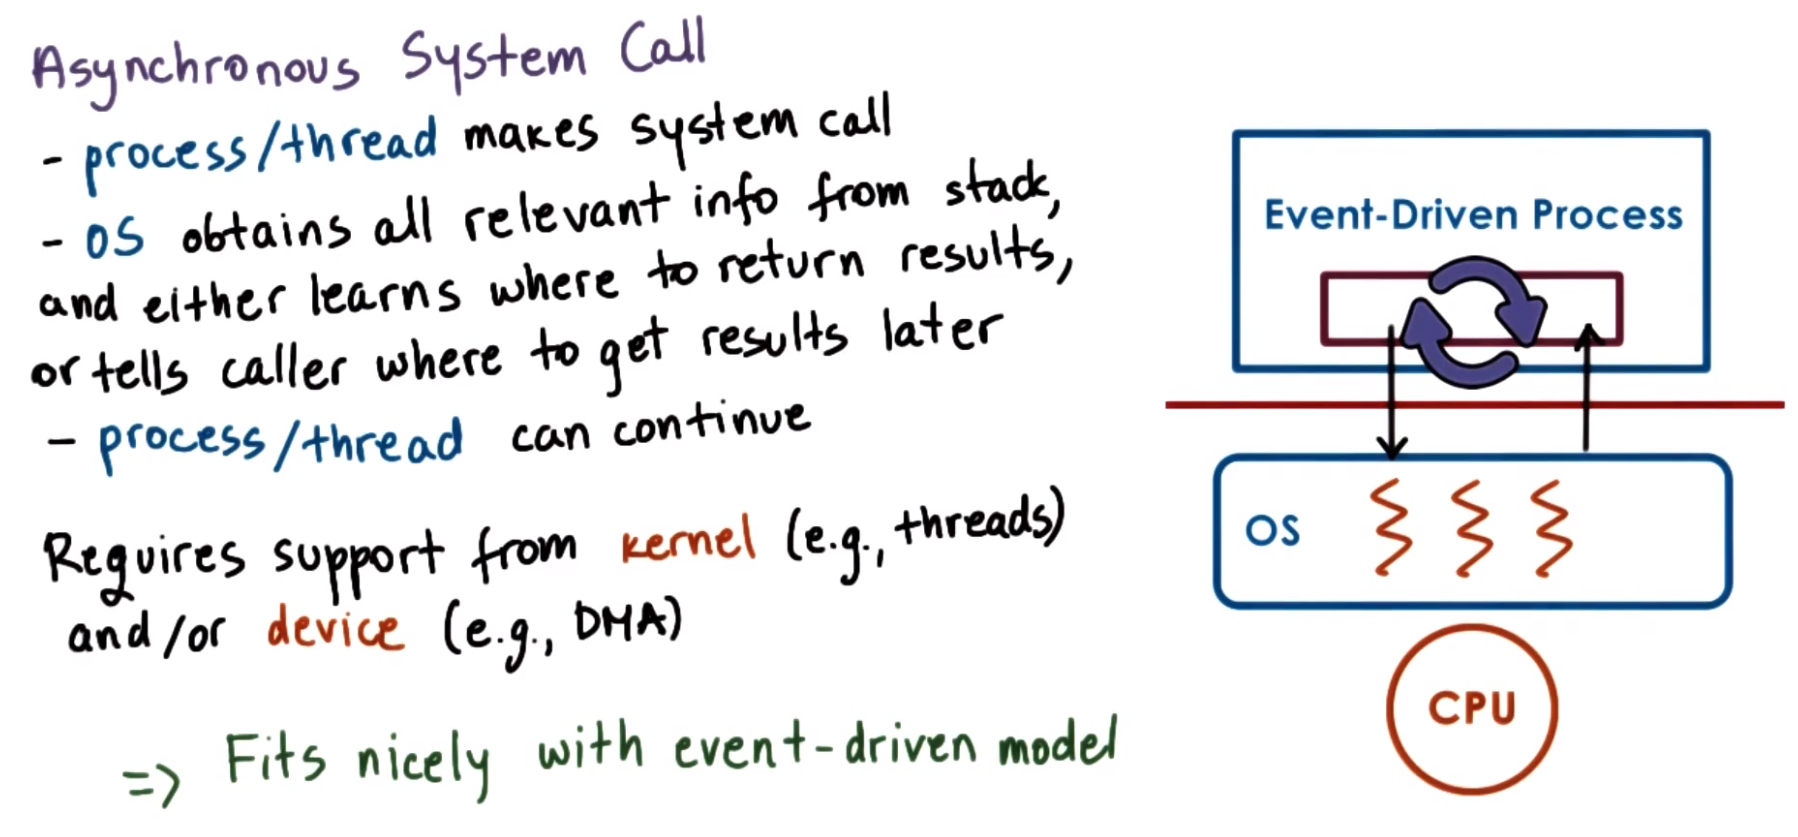 Asynchronous System Call
- process/thread makes system call
- OS obtains all relevant info from stack,
and either learns where to return results,
or tells caller where to get results later
- process/thread can continue
Requires support from kernel (e.g., threads)
and/or device (e.g., DMA)
=> Fits nicely with event-driven model
Event-Driven Process
OS
CPU